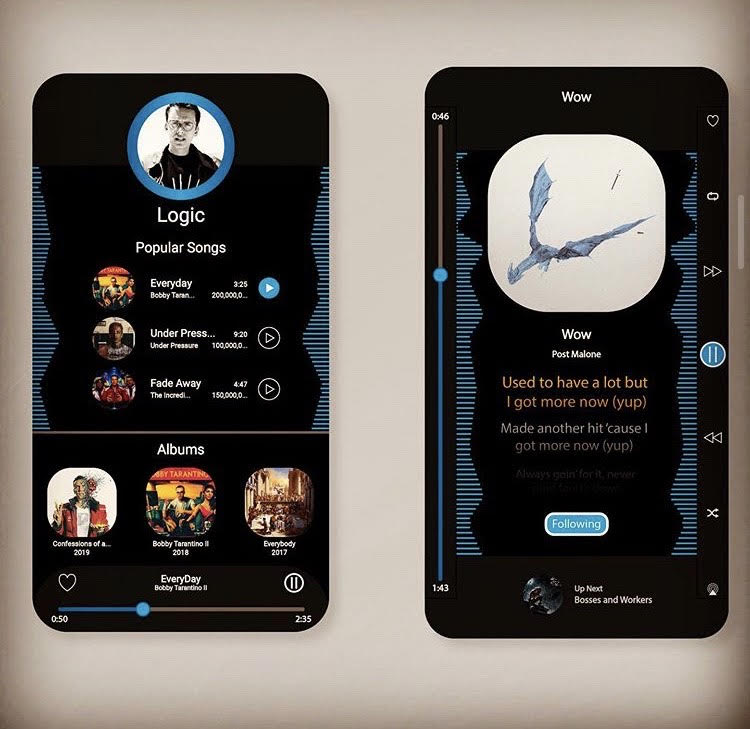 Logic
Popular Songs
Everyday
3:25
Bobby Taran...
200,000,0...
Under Press...
9:20
Under Pressure
100,000,0...
Fade Away
4:47
The Incredi...
150,000,0...
Albums
BBY TARANTINO
Confessions of a...
2019
Bobby Tarantino II
2018
Everybody
2017
EveryDay
Bobby Tarantino II
0:50
2:35
Wow
0:46
Wow
Post Malone
Used to have a lot but
I got more now (yup)
Made another hit 'cause I
got more now (yup)
Always goin' for it, never
Following
1:43
Up Next
Bosses and Workers